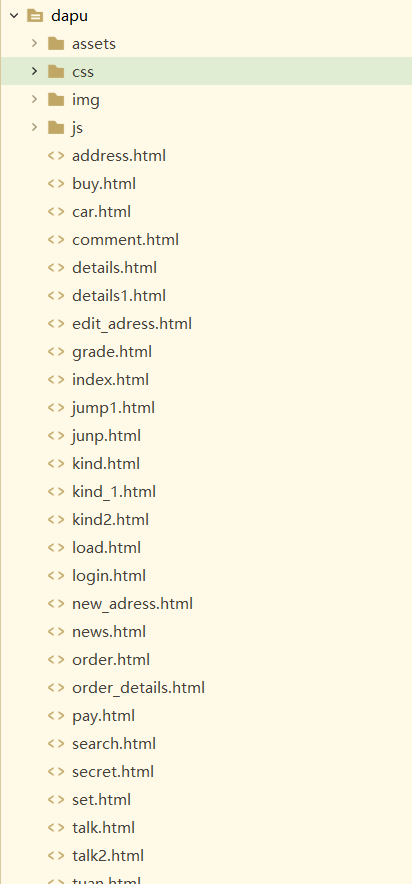 dapu
assets
css
img
js
address.html
buy.html
car.html
comment.html
details.html
details1.html
edit_adress.html
grade.html
index.html
jump1.html
junp.html
kind.html
kind_1.html
kind2.html
load.html
login.html
new_adress.html
news.html
order.html
order_details.html
pay.html
search.html
secret.html
set.html
talk.html
talk2.html
tuan.html